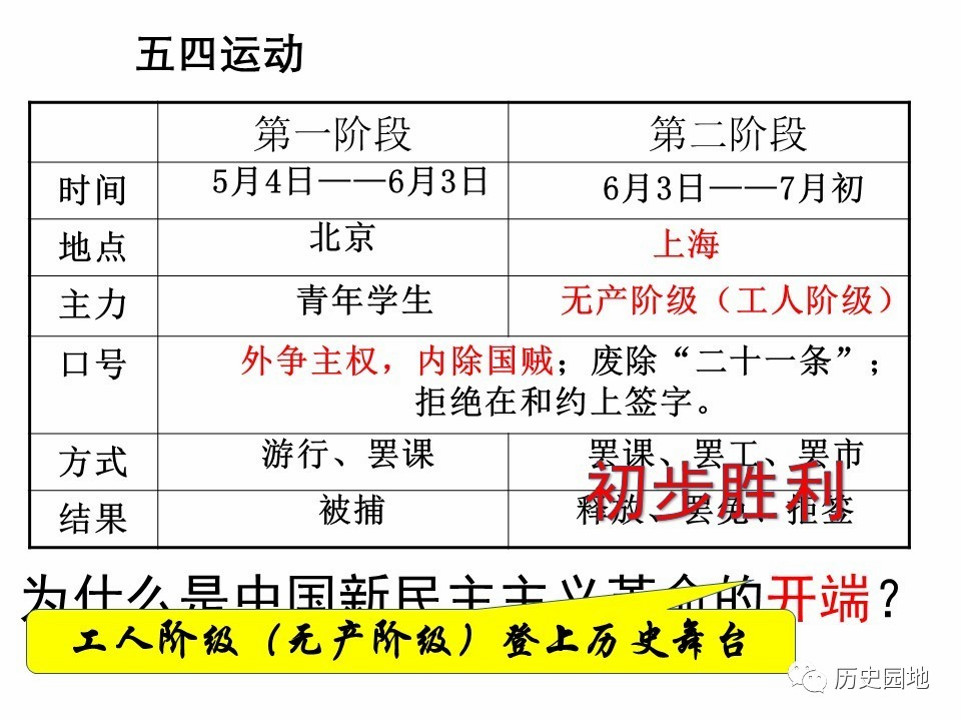 五四运动
第一阶段 第二阶段
时间 5月4日——6月3日 6月3日——7月初
地点 北京 上海
主力 青年学生 无产阶级（工人阶级）
口号 外争主权，内除国贼；废除“二十一条”；
拒绝在和约上签字。
方式 游行、罢课 罢课、罢工、罢市
初步胜利
结果 被捕 释放、罢免、拒签
为什么是中国新民主主义革命的开端？
工人阶级（无产阶级）登上历史舞台
历史园地